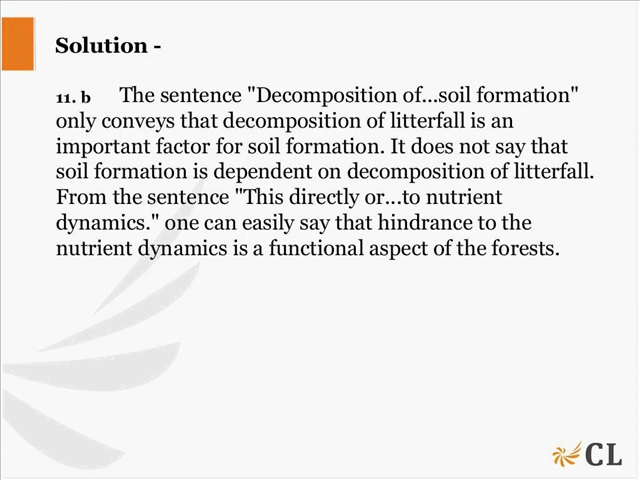 Solution -
11. b The sentence "Decomposition of...soil formation"
only conveys that decomposition of litterfall is an
important factor for soil formation. It does not say that
soil formation is dependent on decomposition of litterfall.
From the sentence "This directly or...to nutrient
dynamics." one can easily say that hindrance to the
nutrient dynamics is a functional aspect of the forests.
CL